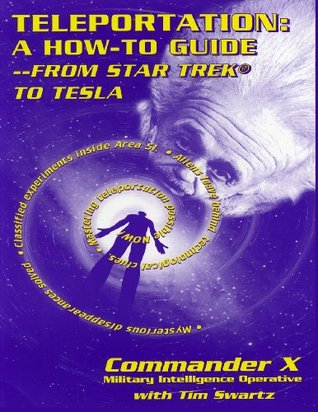 TELEPORTATION:
A HOW-TO GUIDE
--FROM STAR TREK®
TO TESLA
• Classified experiments inside Area 51. • Aliens leave behind technological clues. • Mastering teleportation possible NOW.
• Mysterious disappearances solved
Commander X
Military Intelligence Operative
with Tim Swartz